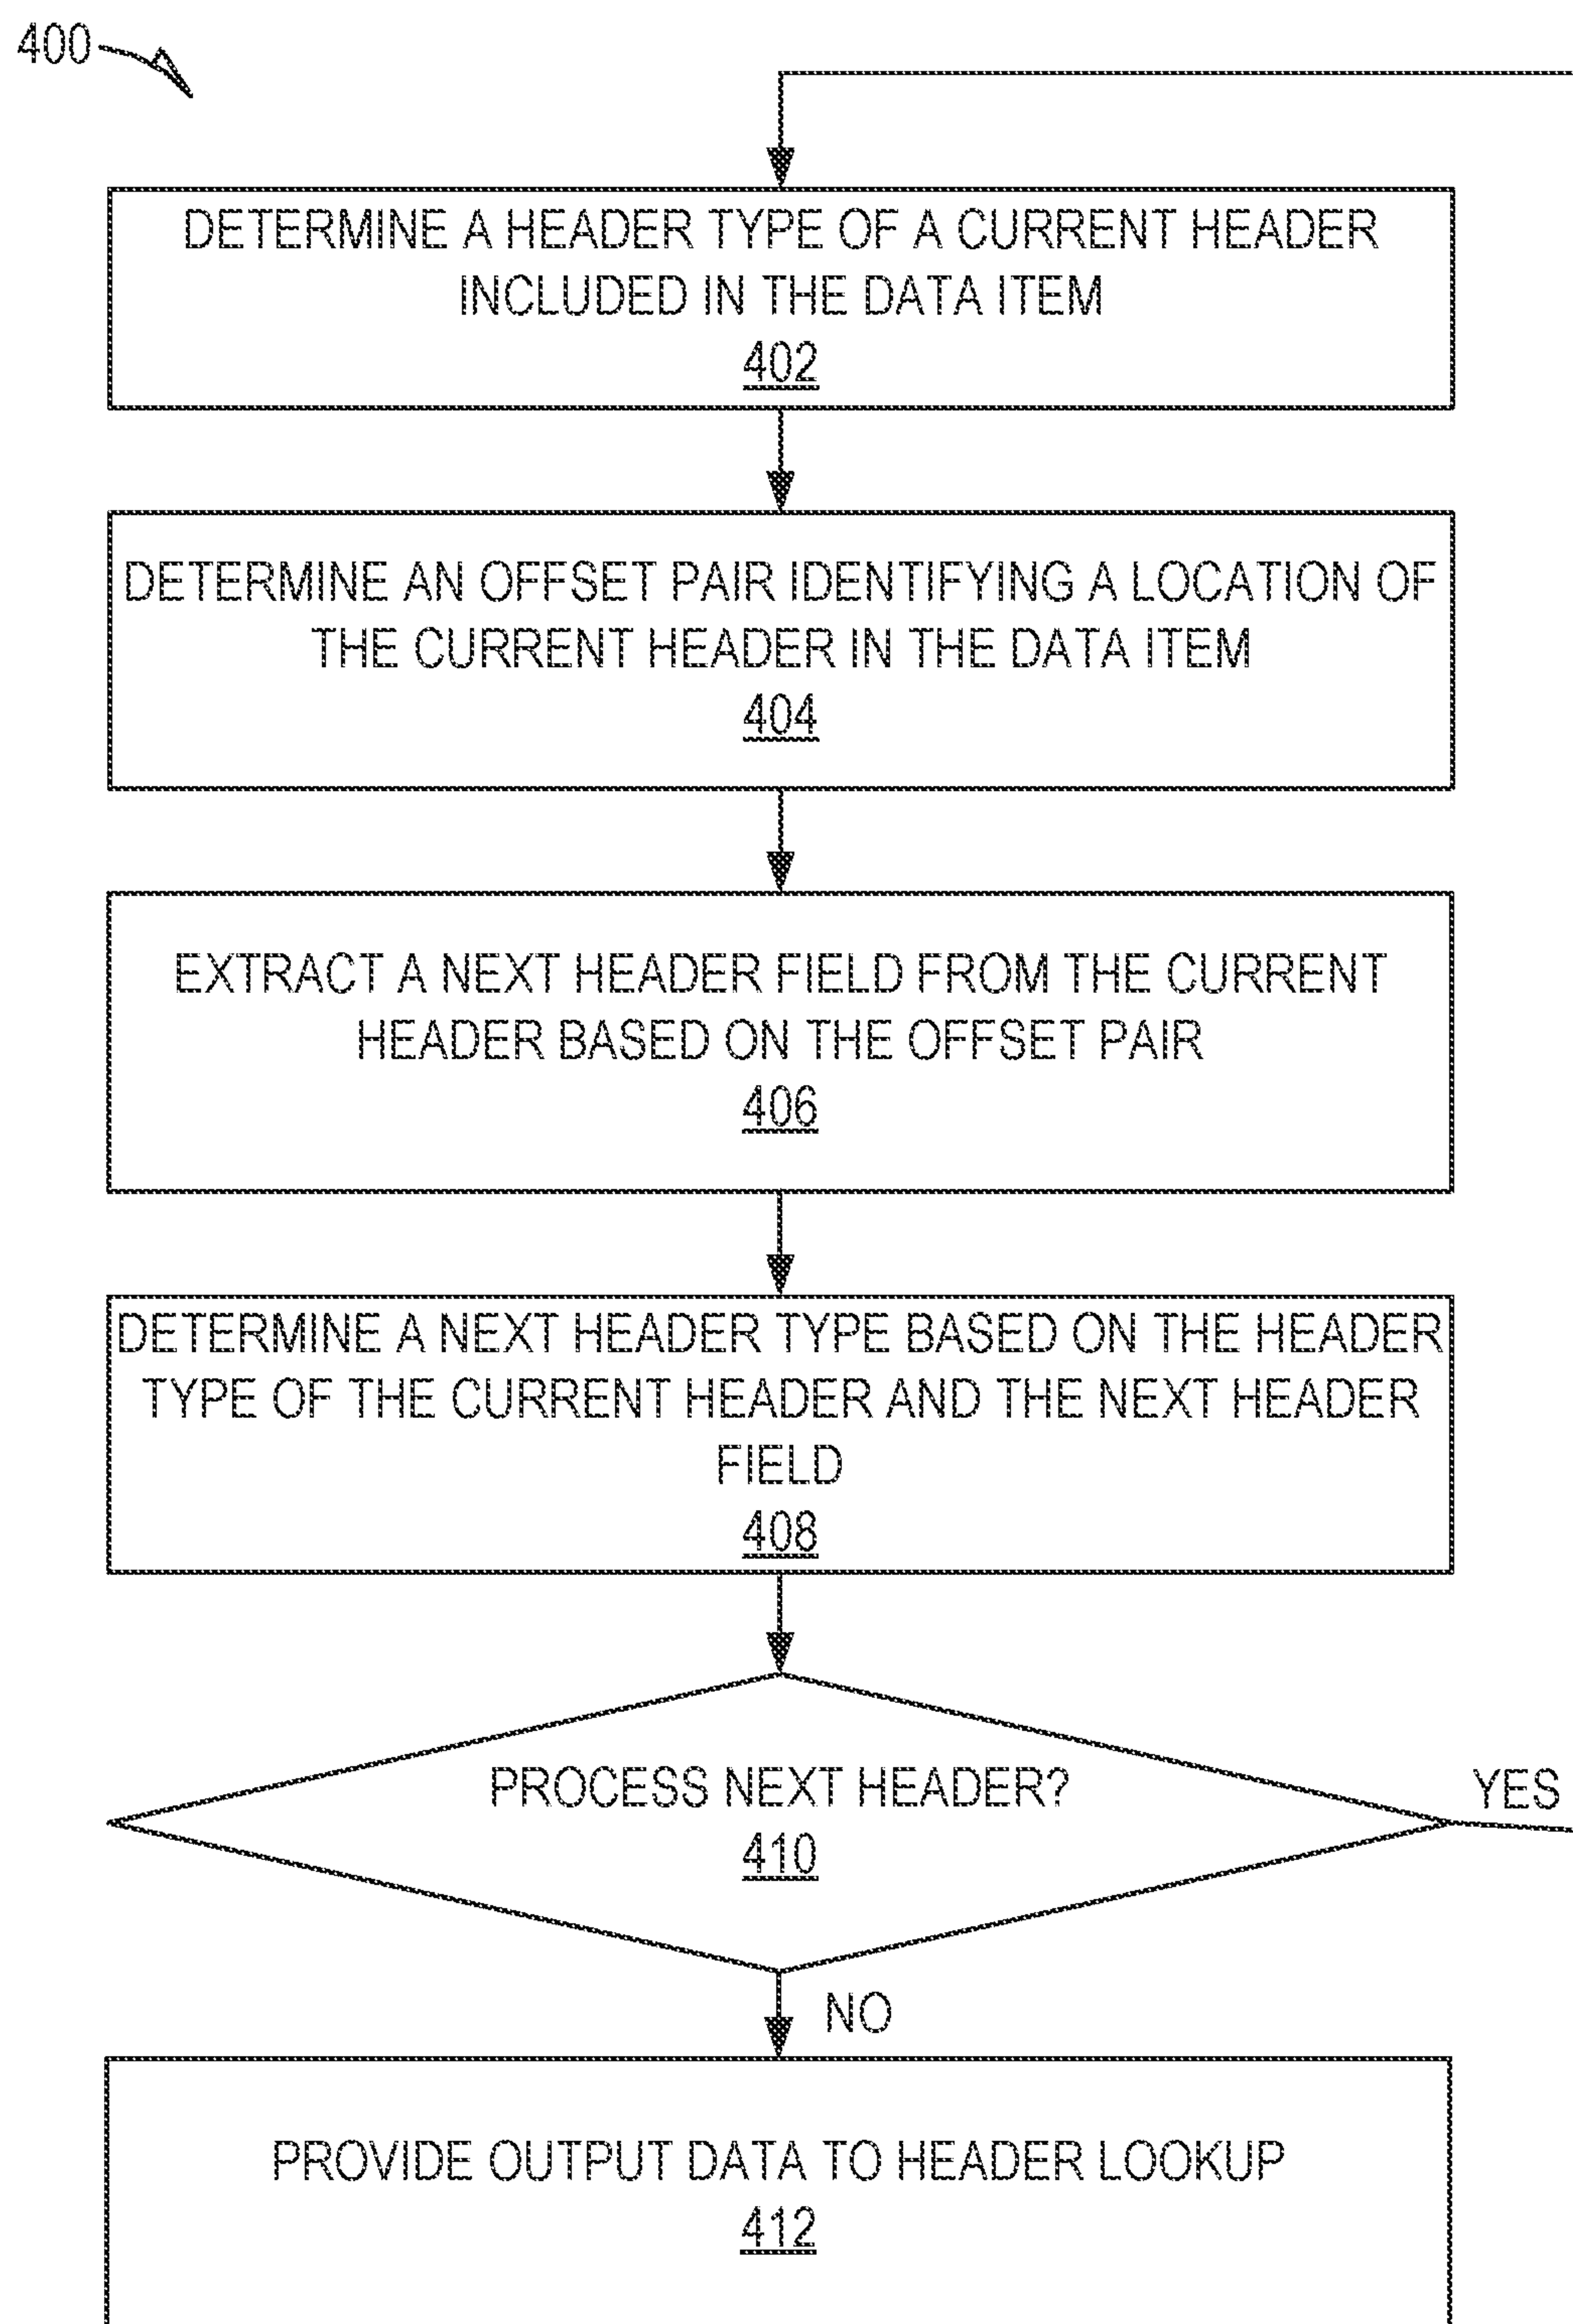 400
DETERMINE A HEADER TYPE OF A CURRENT HEADER
INCLUDED IN THE DATA ITEM
402
DETERMINE AN OFFSET PAIR IDENTIFYING A LOCATION OF
THE CURRENT HEADER IN THE DATA ITEM
404
EXTRACT A NEXT HEADER FIELD FROM THE CURRENT
HEADER BASED ON THE OFFSET PAIR
406
DETERMINE A NEXT HEADER TYPE BASED ON THE HEADER
TYPE OF THE CURRENT HEADER AND THE NEXT HEADER
FIELD
408
PROCESS NEXT HEADER?
410
YES
NO
PROVIDE OUTPUT DATA TO HEADER LOOKUP
412